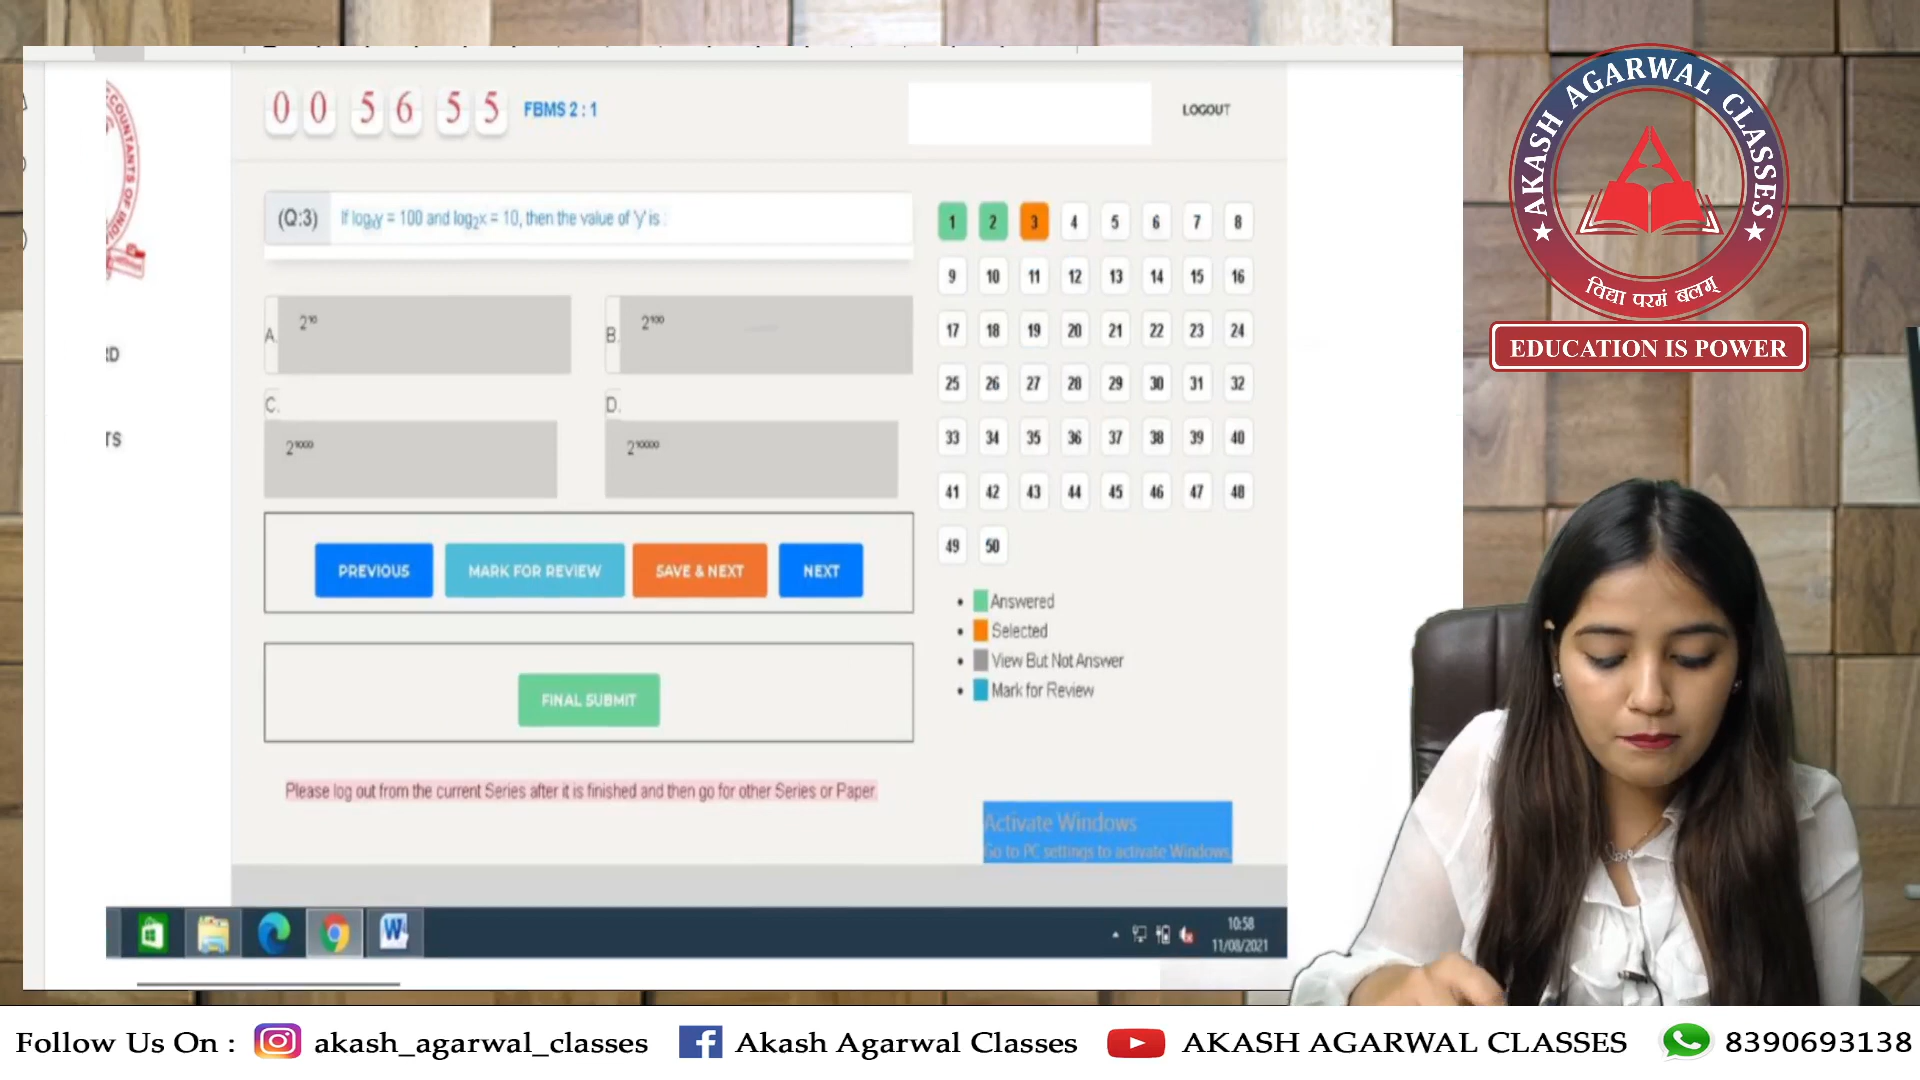 00 56 55 FBMS 2 : 1
LOGOUT
(Q:3) If logₓy = 100 and log₂x = 10, then the value of 'y' is :
A. 2¹⁰
B. 2¹⁰⁰
C. 2¹⁰⁰⁰
D. 2¹⁰⁰⁰⁰
PREVIOUS MARK FOR REVIEW SAVE & NEXT NEXT
FINAL SUBMIT
Please log out from the current Series after it is finished and then go for other Series or Paper.
1 2 3 4 5 6 7 8
9 10 11 12 13 14 15 16
17 18 19 20 21 22 23 24
25 26 27 28 29 30 31 32
33 34 35 36 37 38 39 40
41 42 43 44 45 46 47 48
49 50
Answered
Selected
View But Not Answer
Mark for Review
Activate Windows
Go to PC settings to activate Windows.
10:58
11/08/2021
COUNTANTS OF INDI
TS
AKASH AGARWAL CLASSES
विद्या परमं बलम्
EDUCATION IS POWER
Follow Us On : akash_agarwal_classes Akash Agarwal Classes AKASH AGARWAL CLASSES 8390693138